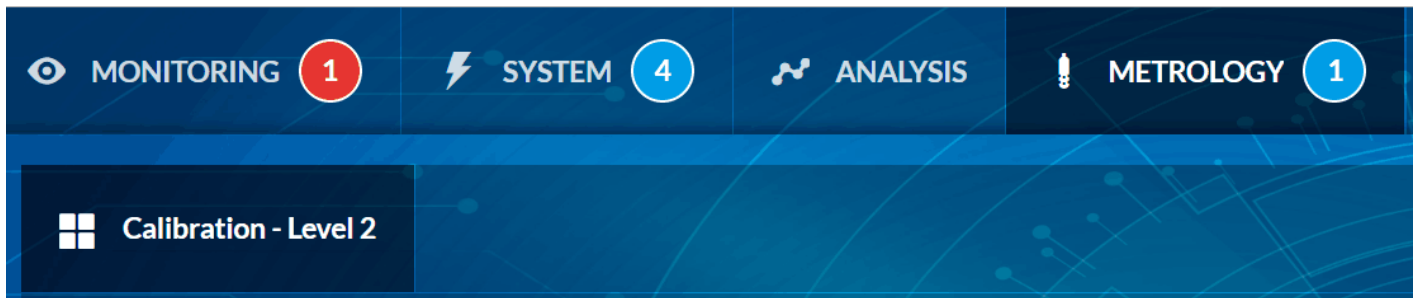 MONITORING 1 SYSTEM 4 ANALYSIS METROLOGY 1
Calibration - Level 2